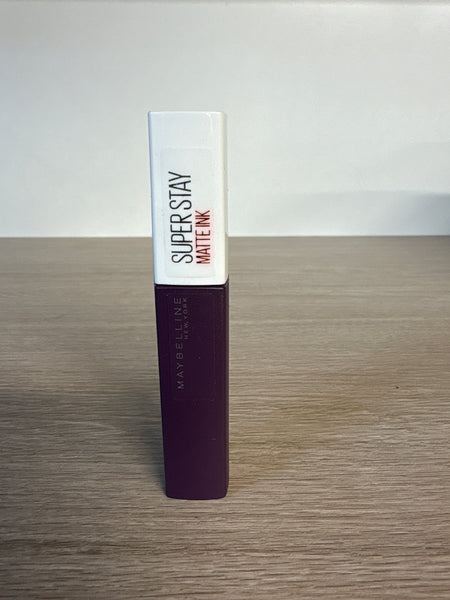 SUPER STAY
MATTE INK
MAYBELLINE
NEW YORK